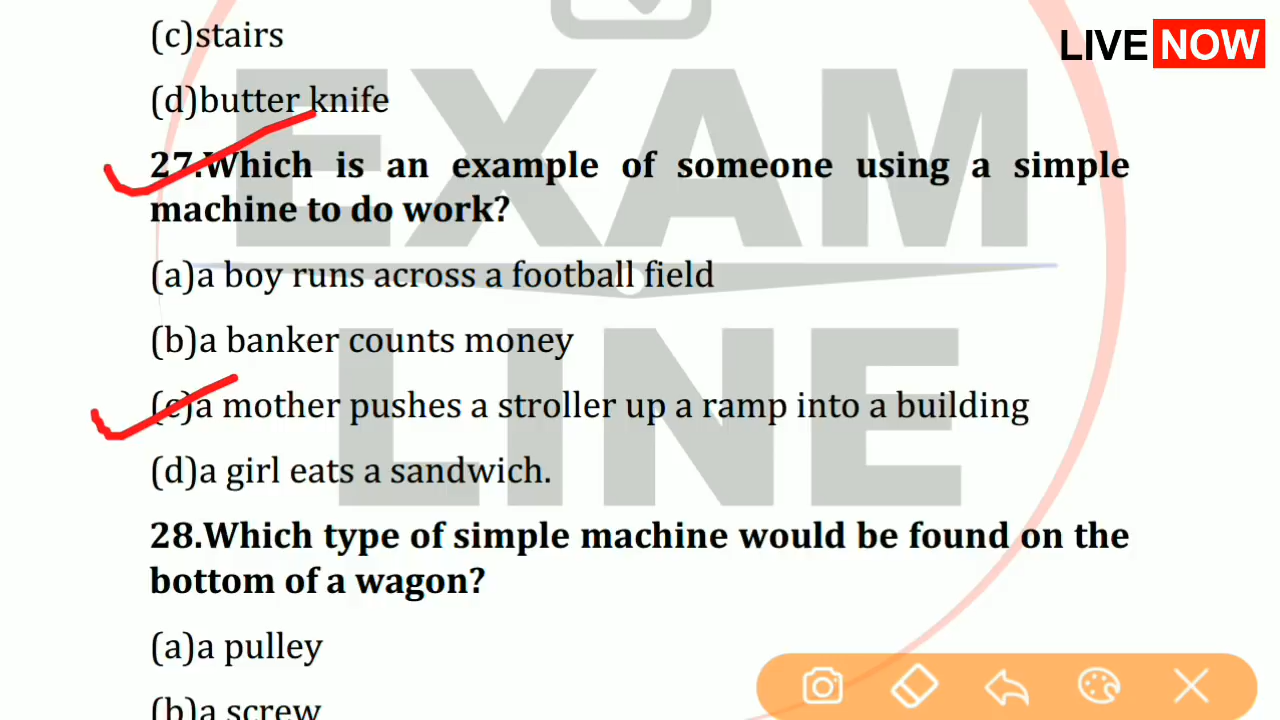 (c)stairs
LIVE NOW
(d)butter knife
27.Which is an example of someone using a simple
machine to do work?
(a)a boy runs across a football field
(b)a banker counts money
(c)a mother pushes a stroller up a ramp into a building
(d)a girl eats a sandwich.
28.Which type of simple machine would be found on the
bottom of a wagon?
(a)a pulley
(b)a screw
EXAM
LINE